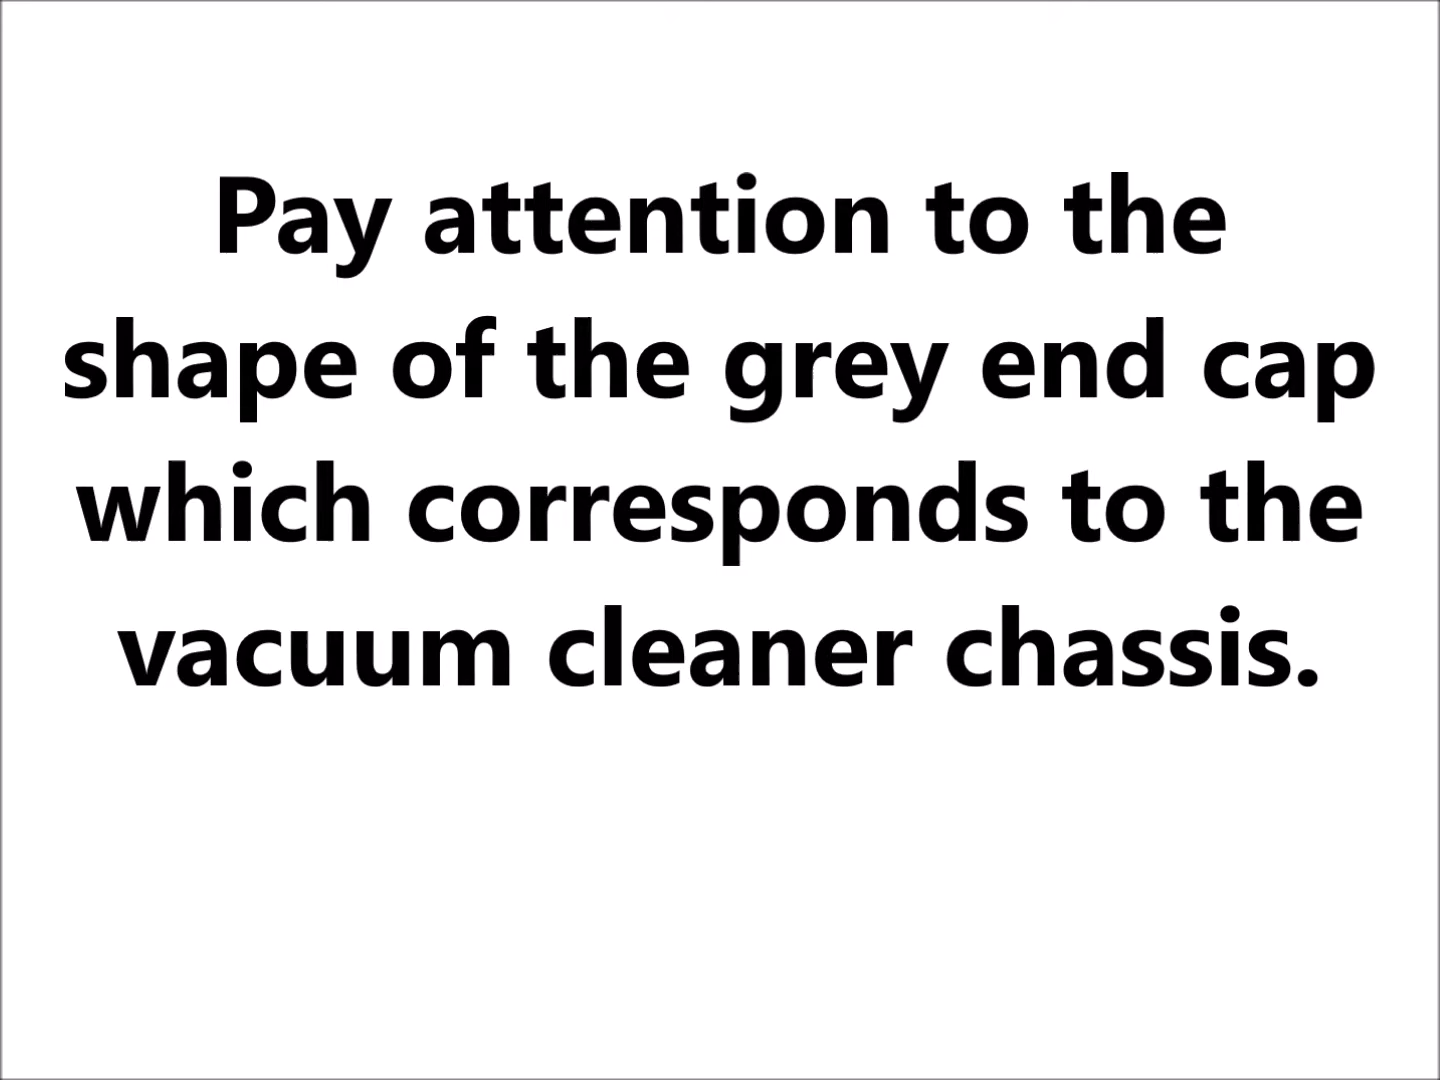 Pay attention to the
shape of the grey end cap
which corresponds to the
vacuum cleaner chassis.